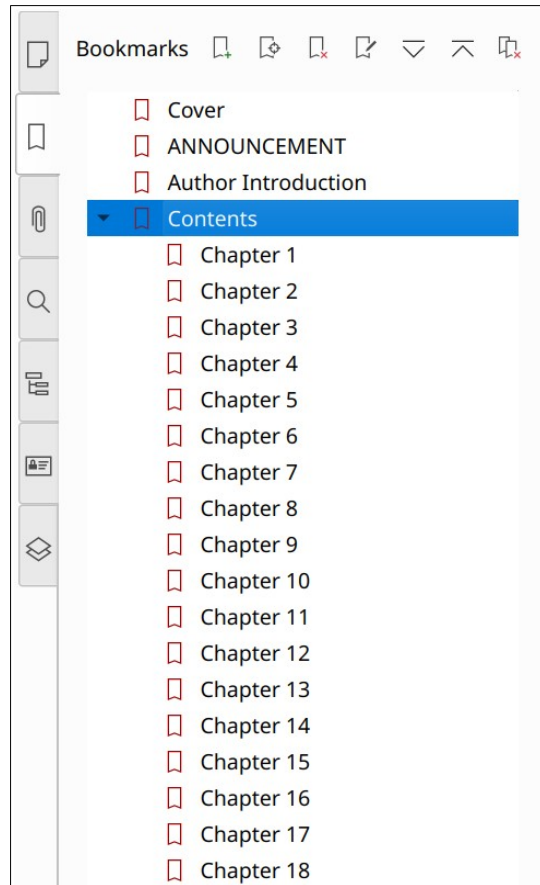 Bookmarks
Cover
ANNOUNCEMENT
Author Introduction
Contents
Chapter 1
Chapter 2
Chapter 3
Chapter 4
Chapter 5
Chapter 6
Chapter 7
Chapter 8
Chapter 9
Chapter 10
Chapter 11
Chapter 12
Chapter 13
Chapter 14
Chapter 15
Chapter 16
Chapter 17
Chapter 18